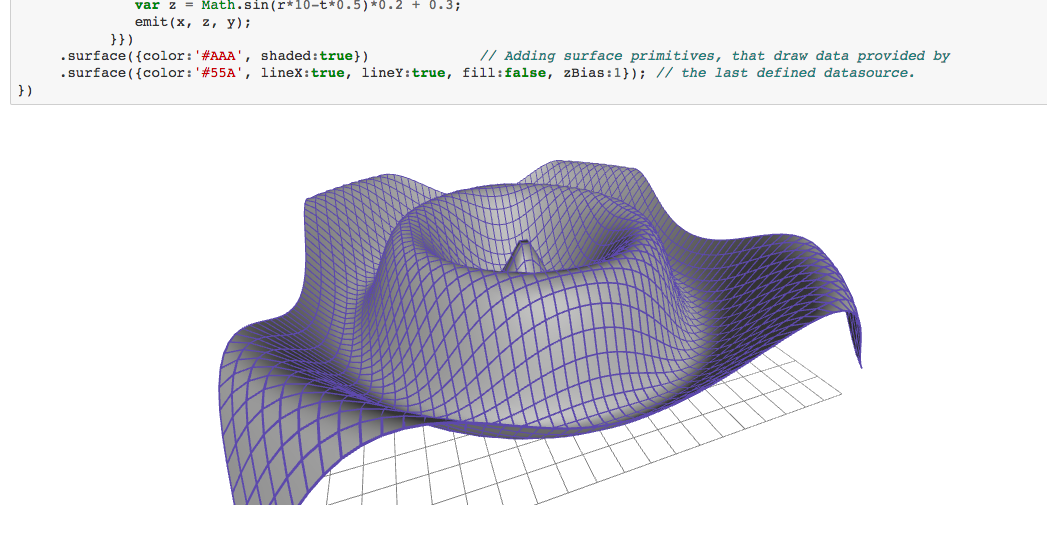 var z = Math.sin(r*10-t*0.5)*0.2 + 0.3;
emit(x, z, y);
}})
.surface({color:'#AAA', shaded:true}) // Adding surface primitives, that draw data provided by
.surface({color:'#55A', lineX:true, lineY:true, fill:false, zBias:1}); // the last defined datasource.
})